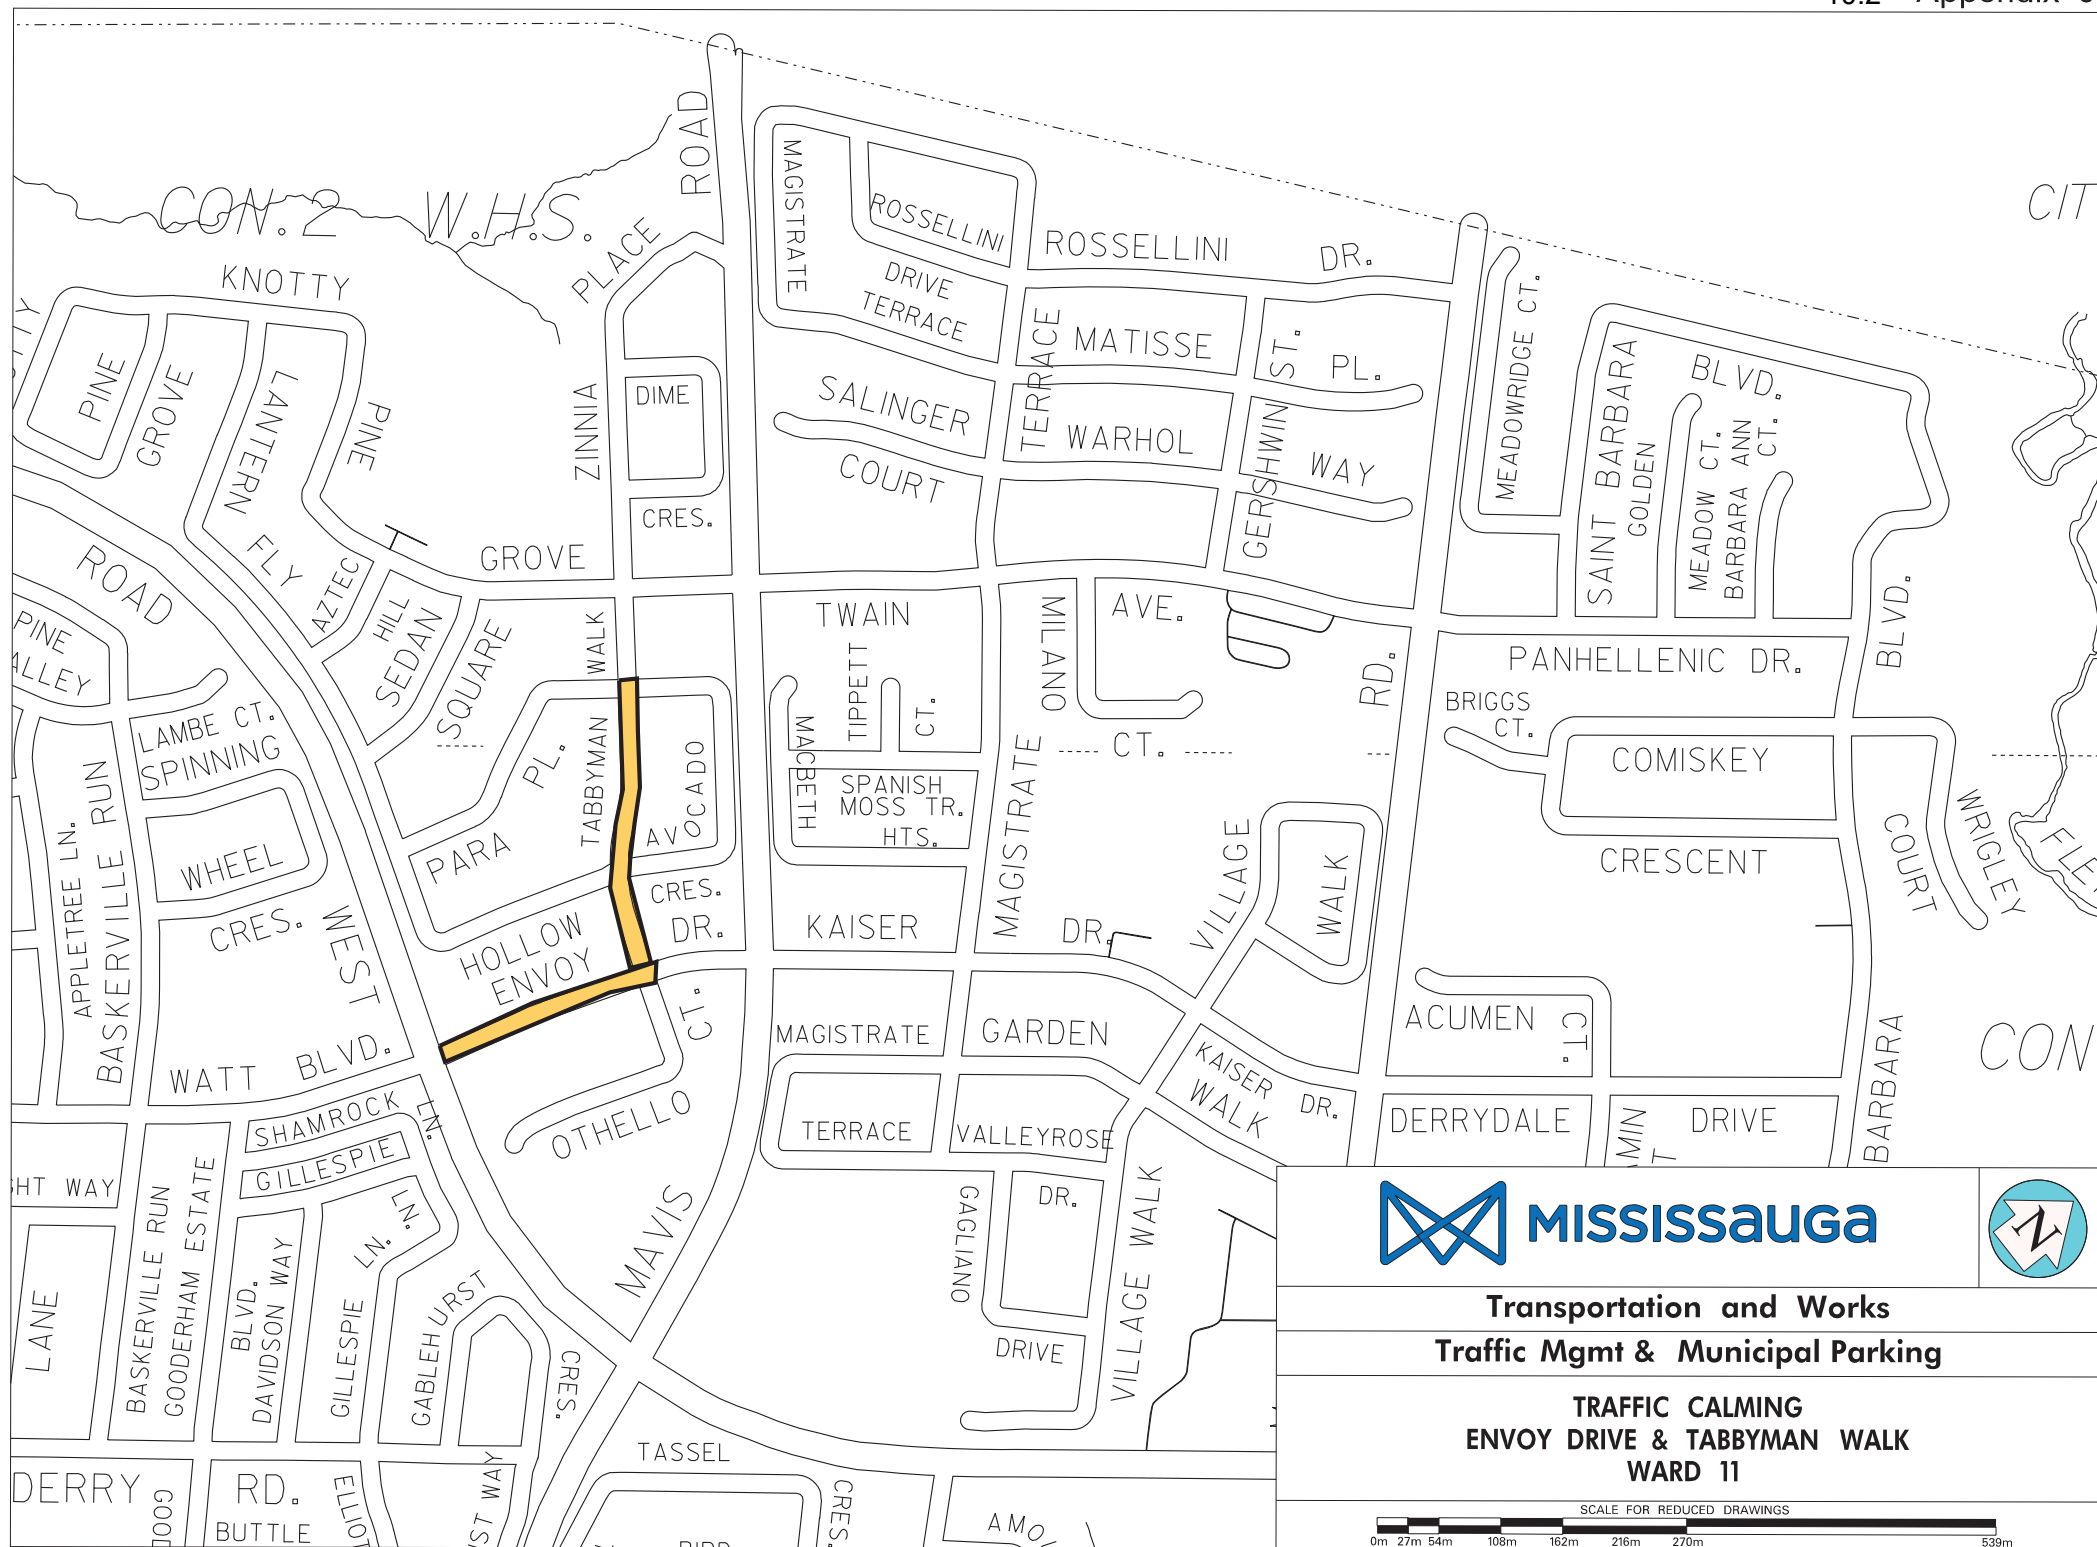 Appendix
CIT
CON. 2 W.H.S.
ROAD
PLACE
KNOTTY
MAGISTRATE
ROSSELLINI
ROSSELLINI DR.
DRIVE
TERRACE
MEADOWRIDGE CT.
PINE
GROVE
LANTERN
PINE
ZINNIA
DIME
CRES.
SALINGER
COURT
TERRACE
MATISSE
PL.
ST.
WARHOL
WAY
GERSHWIN
SAINT BARBARA
BLVD.
GOLDEN
MEADOW CT.
BARBARA ANN
CT.
BLVD.
ROAD
FLY
AZTEC
HILL
GROVE
SEDAN
SQUARE
WALK
TWAIN
AVE.
MILANO
CT.
TIPPETT
CT.
RD.
PANHELLENIC DR.
BRIGGS
CT.
PINE
LAMBE CT.
SPINNING
WHEEL
CRES.
APPLETREE LN.
BASKERVILLE RUN
PL.
PARA
TABBYMAN
AVOCADO
CRES.
DR.
MACBETH
SPANISH
MOSS TR.
HTS.
MAGISTRATE
COMISKEY
CRESCENT
COURT
WRIGLEY
VILLAGE
WALK
WEST
HOLLOW
ENVOY
KAISER
DR.
CT.
OTHELLO
MAGISTRATE
GARDEN
ACUMEN
CT.
CON
WATT BLVD.
SHAMROCK
LN.
GILLESPIE
LN.
TERRACE
VALLEYROSE
DR.
KAISER
DR.
WALK
DERRYDALE
DRIVE
BARBARA
WAY
BASKERVILLE RUN
GOODERHAM ESTATE
BLVD.
DAVIDSON WAY
GILLESPIE
LN.
GABLEHURST
CRES.
LANE
MAVIS
GAGLIANO
DRIVE
VILLAGE WALK
DERRY
RD.
BUTTLE
TASSEL
CRES.
MISSISSAUGA
N
Transportation and Works
Traffic Mgmt & Municipal Parking
TRAFFIC CALMING
ENVOY DRIVE & TABBYMAN WALK
WARD 11
SCALE FOR REDUCED DRAWINGS
0m 27m 54m 108m 162m 216m 270m 539m